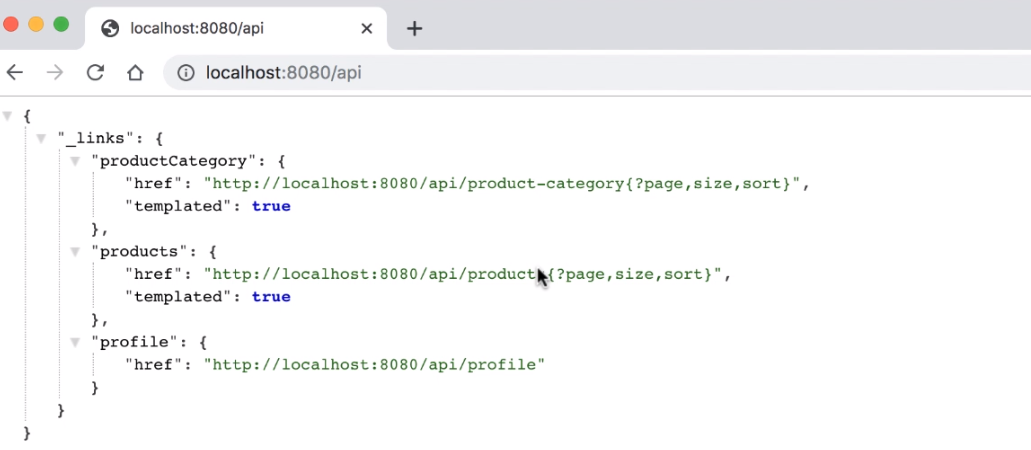 localhost:8080/api
localhost:8080/api
{
"_links": {
"productCategory": {
"href": "http://localhost:8080/api/product-category{?page,size,sort}",
"templated": true
},
"products": {
"href": "http://localhost:8080/api/products{?page,size,sort}",
"templated": true
},
"profile": {
"href": "http://localhost:8080/api/profile"
}
}
}